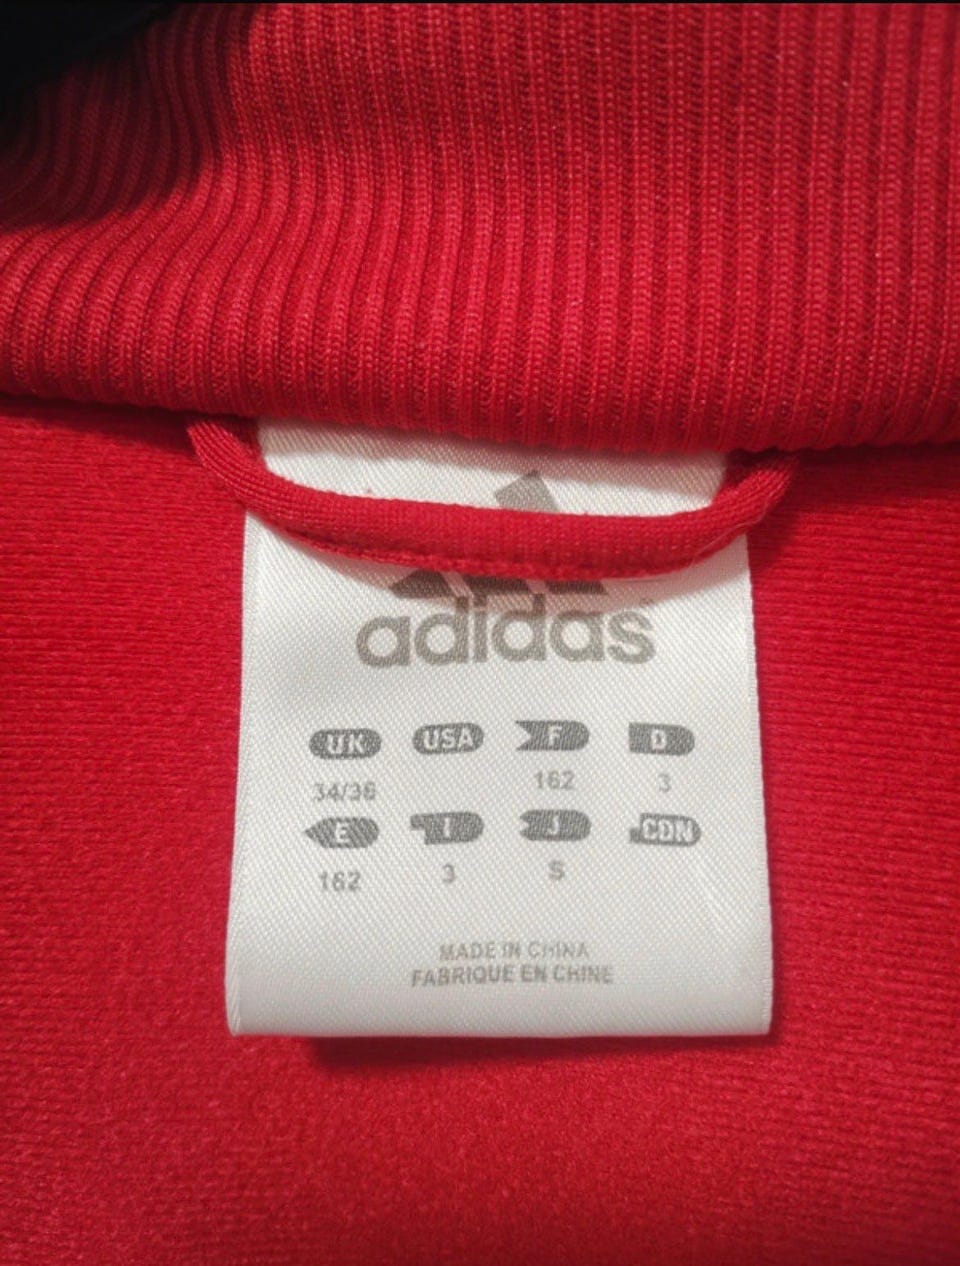 adidas
UK USA F D
34/36 162 3
E I J CDN
162 3 S
MADE IN CHINA
FABRIQUE EN CHINE